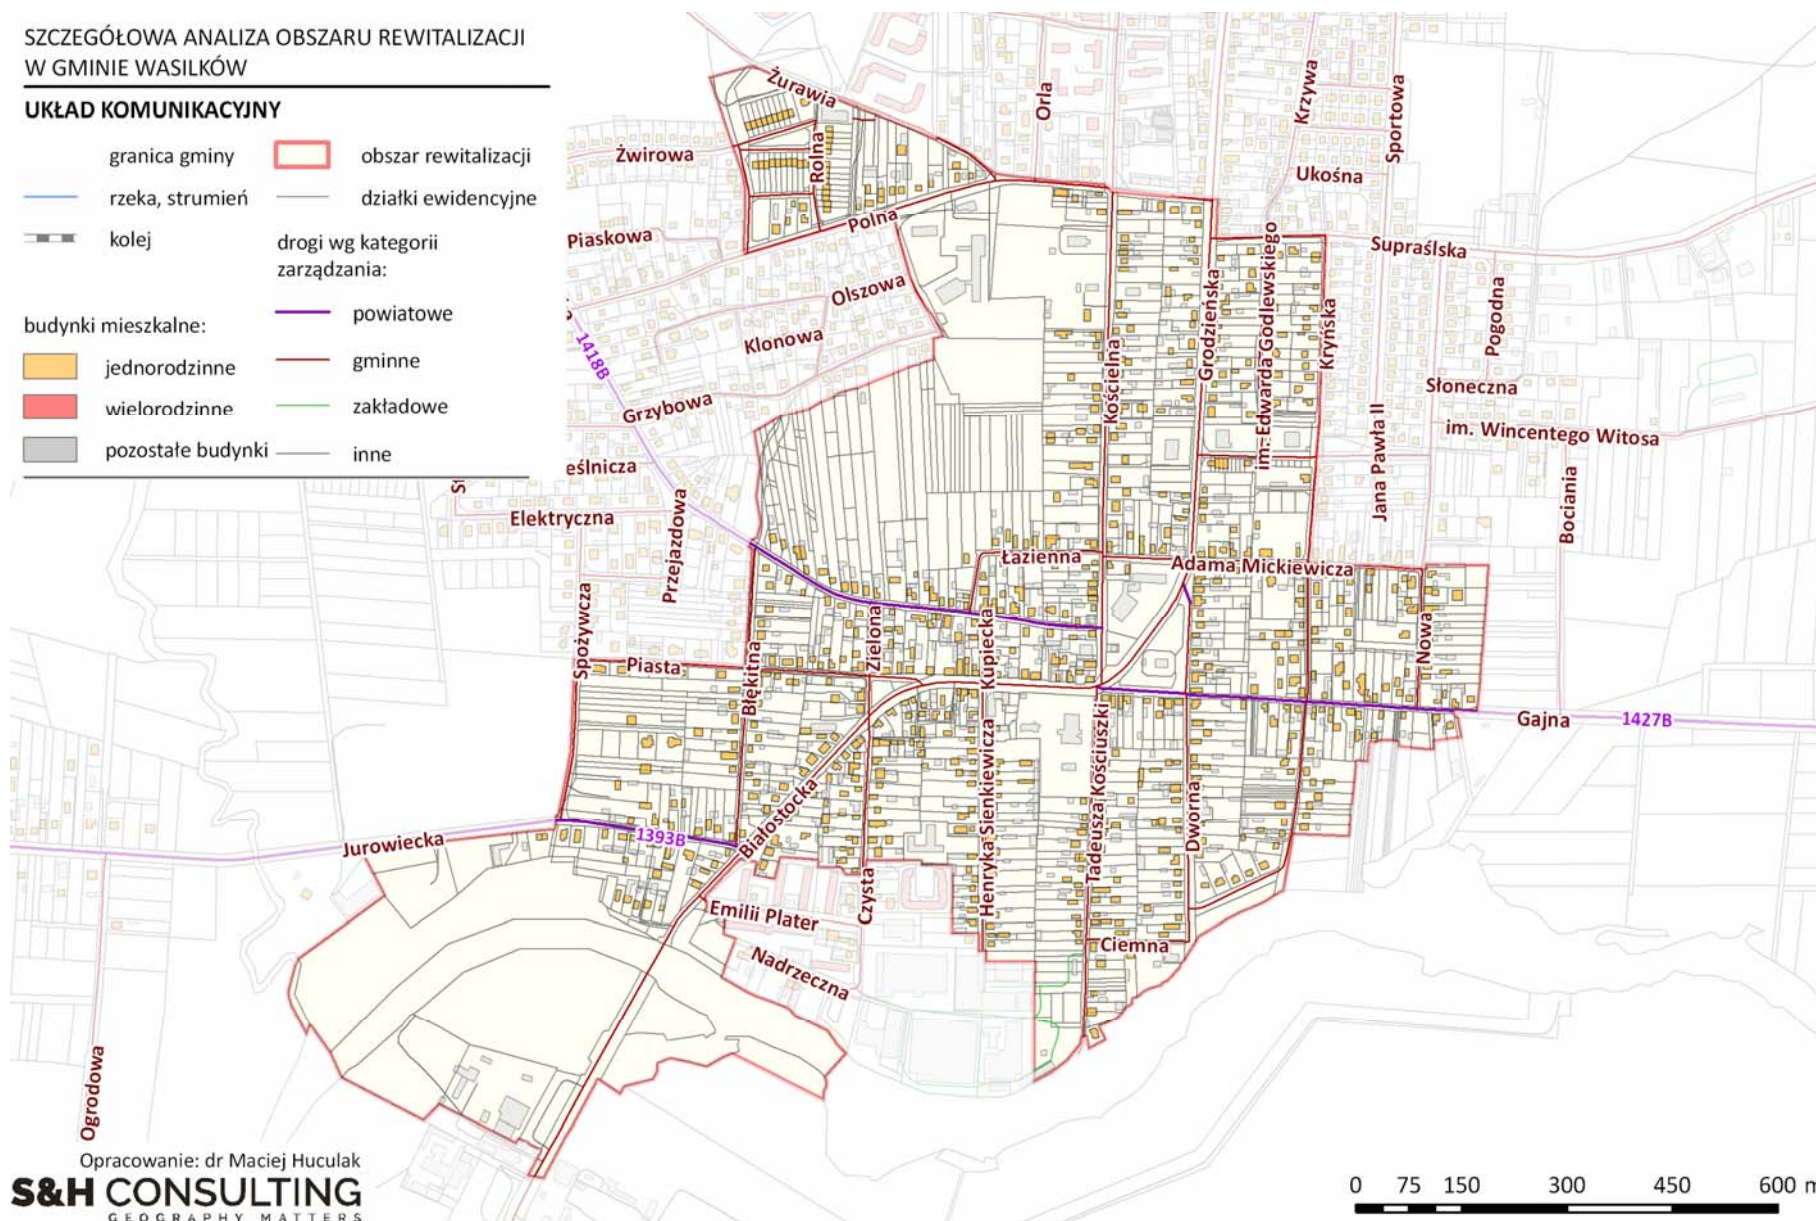 SZCZEGÓŁOWA ANALIZA OBSZARU REWITALIZACJI
W GMINIE WASILKÓW
UKŁAD KOMUNIKACYJNY
granica gminy
obszar rewitalizacji
rzeka, strumień
działki ewidencyjne
kolej
drogi wg kategorii
zarządzania:
powiatowe
budynki mieszkalne:
jednorodzinne
gminne
wielorodzinne
zakładowe
pozostałe budynki
inne
Żurawia
Orla
Krzywa
Sportowa
Żwirowa
Rolna
Ukośna
Polna
Piaskowa
Supraślska
Olszowa
Klonowa
1418B
Grzybowa
Kościelna
Grodzieńska
im. Edwarda Godlewskiego
Kryńska
Pogodna
Słoneczna
im. Wincentego Witosa
Jana Pawła II
Bociania
eślnicza
Elektryczna
Przejazdowa
Łazienna
Adama Mickiewicza
Spożywcza
Piasta
Błękitna
Zielona
Kupiecka
Nowa
Gajna
1427B
Jurowiecka
1393B
Białostocka
Czysta
Henryka Sienkiewicza
Tadeusza Kościuszki
Dworna
Emilii Plater
Nadrzeczna
Ciemna
Ogrodowa
Opracowanie: dr Maciej Huculak
S&H CONSULTING
GEOGRAPHY MATTERS
0 75 150 300 450 600 m